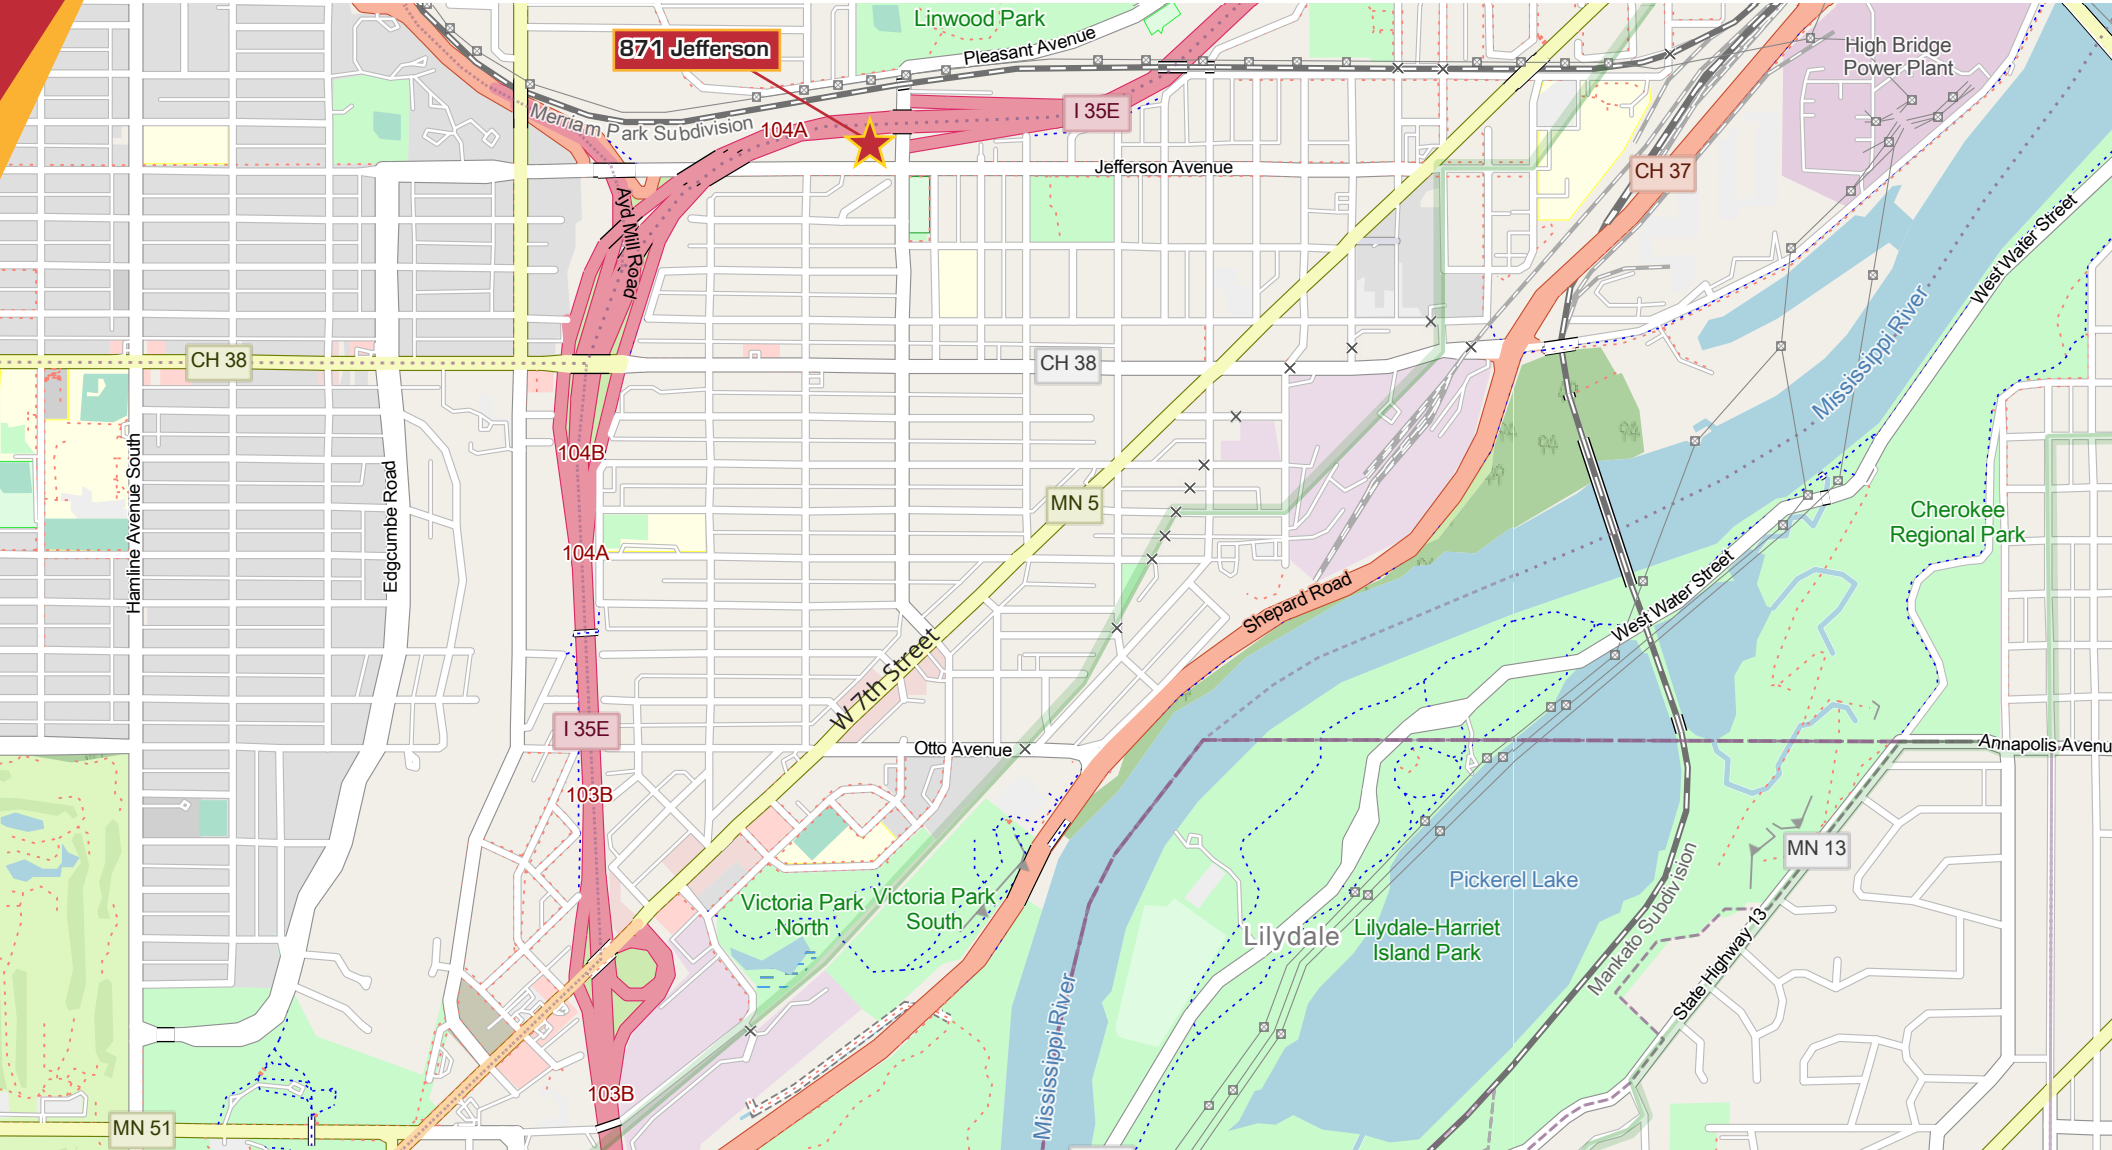 Linwood Park
871 Jefferson
Pleasant Avenue
High Bridge
Power Plant
Merriam Park Subdivision
104A
I 35E
Jefferson Avenue
CH 37
Ayd Mill Road
West Water Street
Mississippi River
CH 38
CH 38
Hamline Avenue South
Edgcumbe Road
104B
MN 5
Cherokee
Regional Park
104A
Shepard Road
West Water Street
W 7th Street
I 35E
Otto Avenue
Annapolis Avenu
103B
MN 13
Pickerel Lake
Mankato Subdivision
Victoria Park
North
Victoria Park
South
Lilydale
Lilydale-Harriet
Island Park
State Highway 13
Mississippi River
103B
MN 51